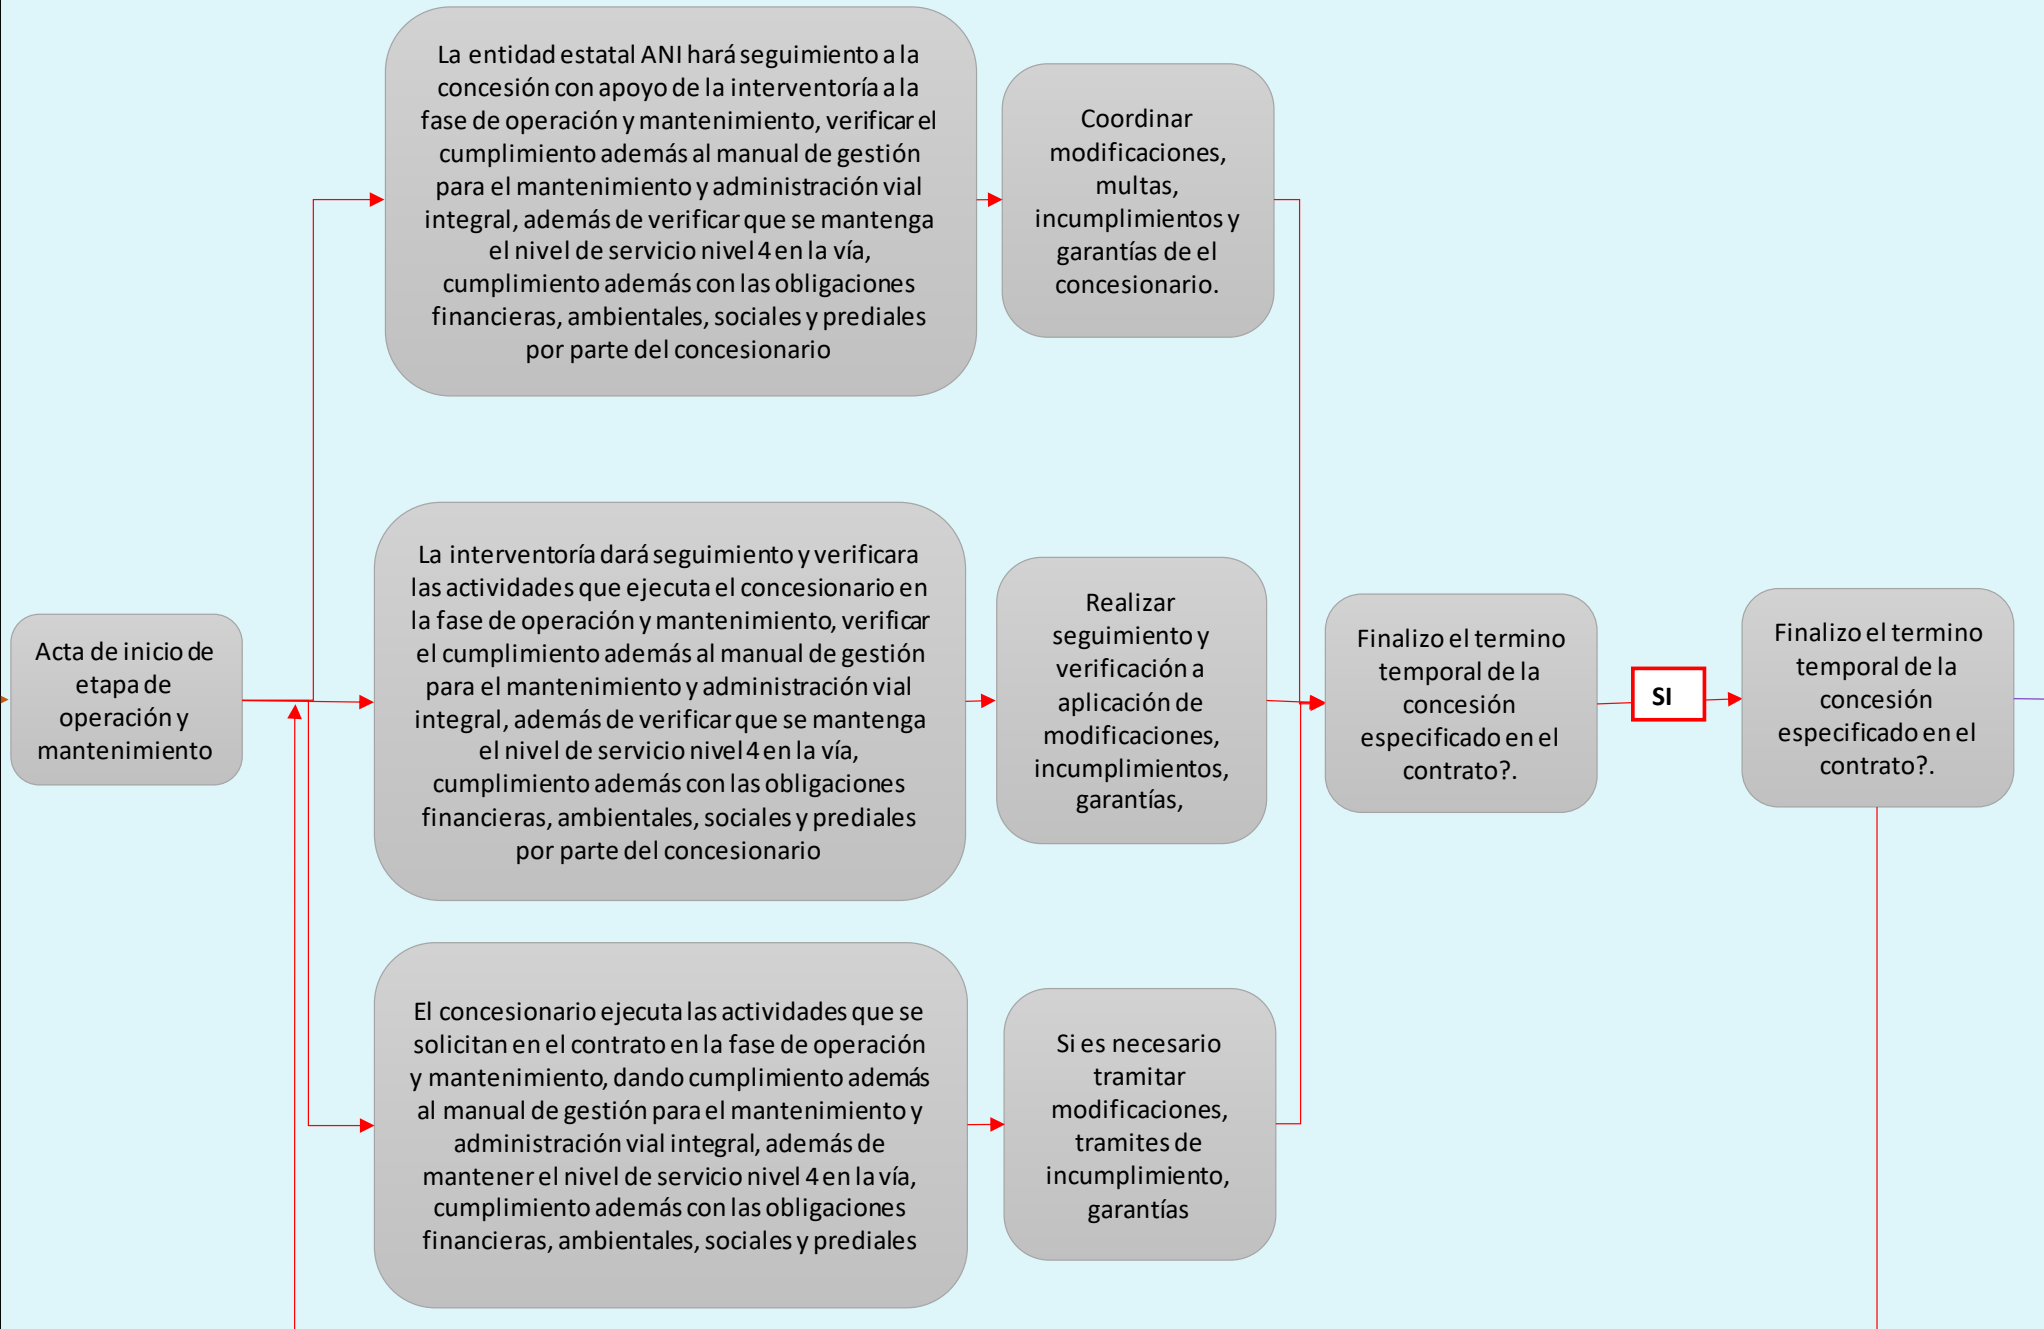 La entidad estatal ANI hará seguimiento a la
concesión con apoyo de la interventoría a la
fase de operación y mantenimiento, verificar el
cumplimiento además al manual de gestión
para el mantenimiento y administración vial
integral, además de verificar que se mantenga
el nivel de servicio nivel 4 en la vía,
cumplimiento además con las obligaciones
financieras, ambientales, sociales y prediales
por parte del concesionario
Coordinar
modificaciones,
multas,
incumplimientos y
garantías de el
concesionario.
Acta de inicio de
etapa de
operación y
mantenimiento
La interventoría dará seguimiento y verificara
las actividades que ejecuta el concesionario en
la fase de operación y mantenimiento, verificar
el cumplimiento además al manual de gestión
para el mantenimiento y administración vial
integral, además de verificar que se mantenga
el nivel de servicio nivel 4 en la vía,
cumplimiento además con las obligaciones
financieras, ambientales, sociales y prediales
por parte del concesionario
Realizar
seguimiento y
verificación a
aplicación de
modificaciones,
incumplimientos,
garantías,
Finalizo el termino
temporal de la
concesión
especificado en el
contrato?.
SI
Finalizo el termino
temporal de la
concesión
especificado en el
contrato?.
El concesionario ejecuta las actividades que se
solicitan en el contrato en la fase de operación
y mantenimiento, dando cumplimiento además
al manual de gestión para el mantenimiento y
administración vial integral, además de
mantener el nivel de servicio nivel 4 en la vía,
cumplimiento además con las obligaciones
financieras, ambientales, sociales y prediales
Si es necesario
tramitar
modificaciones,
tramites de
incumplimiento,
garantías